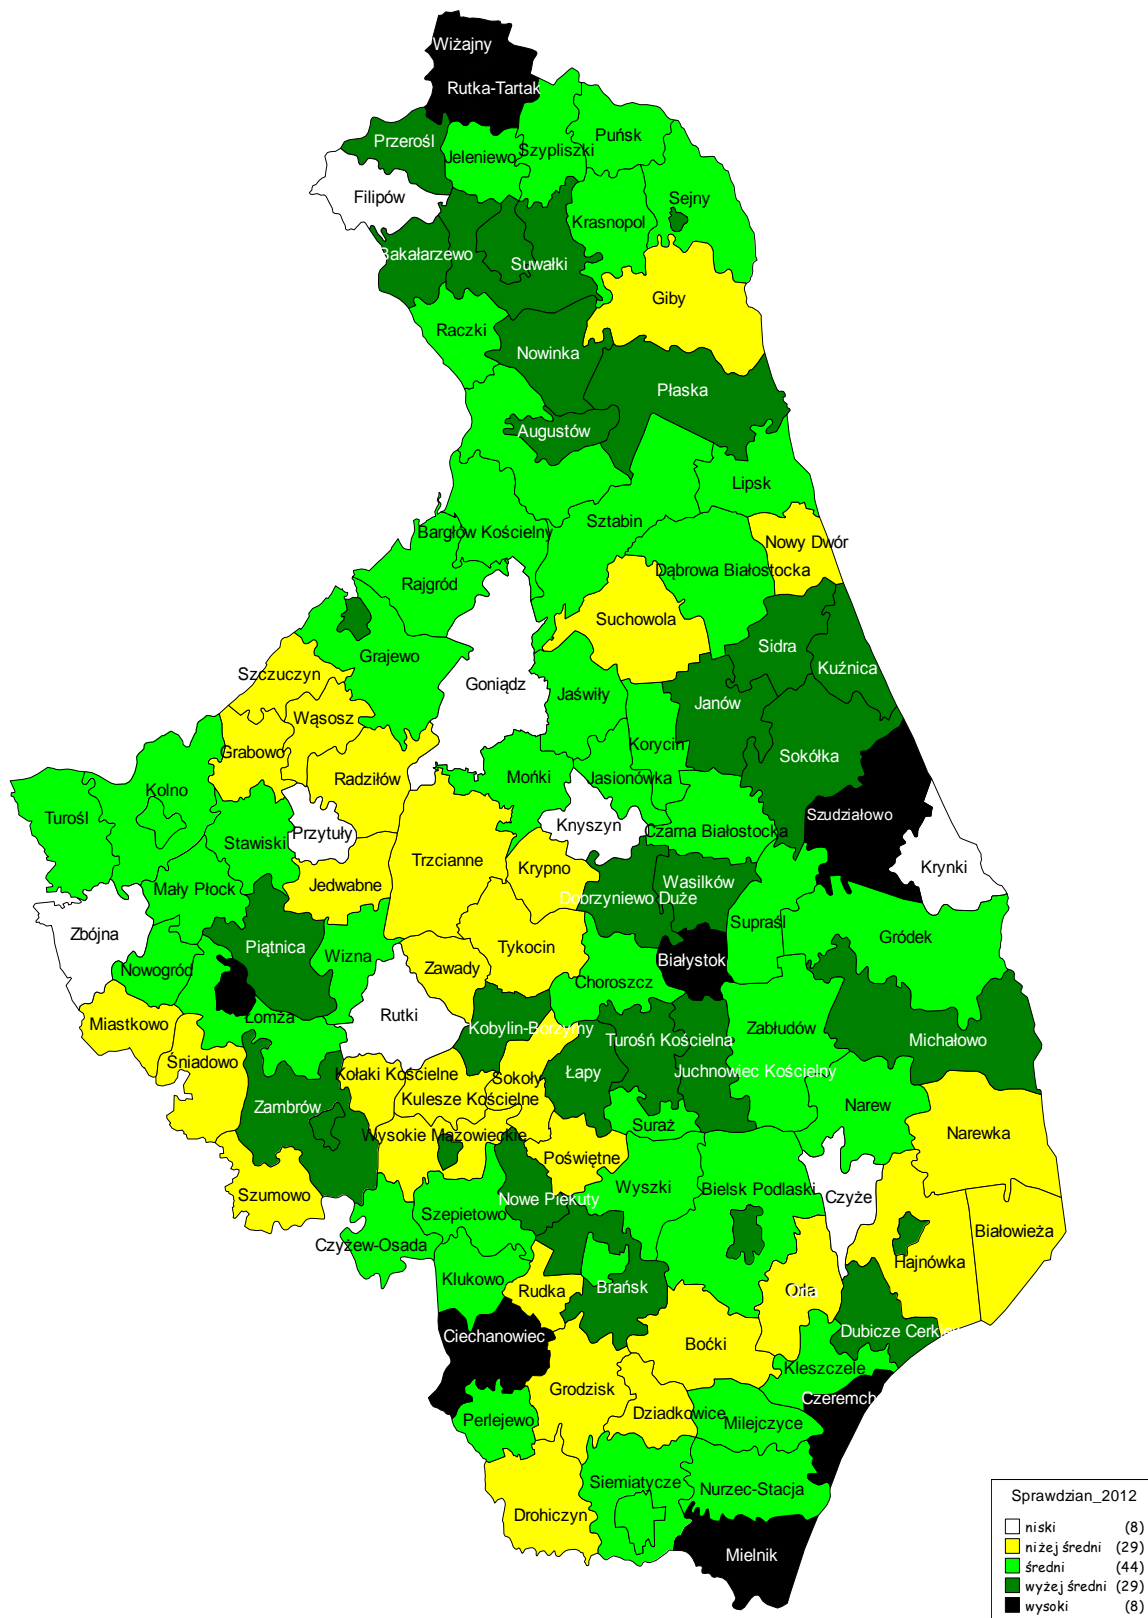 Wiżajny
Rutka-Tartak
Puńsk
Przerośl
Szypliszki
Jeleniewo
Filipów
Sejny
Krasnopol
Bakałarzewo
Suwałki
Giby
Raczki
Nowinka
Płaska
Augustów
Lipsk
Sztabin
Bargłów Kościelny
Nowy Dwór
Dąbrowa Białostocka
Rajgród
Suchowola
Sidra
Grajewo
Kuźnica
Szczuczyn
Goniądz
Jaświły
Janów
Wąsosz
Korycin
Grabowo
Sokółka
Radziłów
Mońki
Jasionówka
Kolno
Turośl
Szudziałowo
Przytuły
Knyszyn
Czarna Białostocka
Stawiski
Trzcianne
Krypno
Krynki
Jedwabne
Mały Płock
Wasilków
Dobrzyniewo Duże
Supraśl
Zbójna
Gródek
Piątnica
Tykocin
Wizna
Białystok
Nowogród
Zawady
Choroszcz
Rutki
Łomża
Miastkowo
Kobylin-Borzymy
Zabłudów
Turośń Kościelna
Michałowo
Śniadowo
Kołaki Kościelne
Sokoły
Łapy
Juchnowiec Kościelny
Kulesze Kościelne
Zambrów
Narew
Suraż
Wysokie Mazowieckie
Narewka
Poświętne
Szumowo
Nowe Piekuty
Wyszki
Bielsk Podlaski
Czyże
Szepietowo
Białowieża
Czyżew-Osada
Hajnówka
Klukowo
Rudka
Brańsk
Orla
Ciechanowiec
Dubicze Cerkiew
Boćki
Kleszczele
Grodzisk
Czeremch
Perlejewo
Dziadkowice
Milejczyce
Siemiatycze
Nurzec-Stacja
Drohiczyn
Mielnik
Sprawdzian_2012
niski (8)
niżej średni (29)
średni (44)
wyżej średni (29)
wysoki (8)